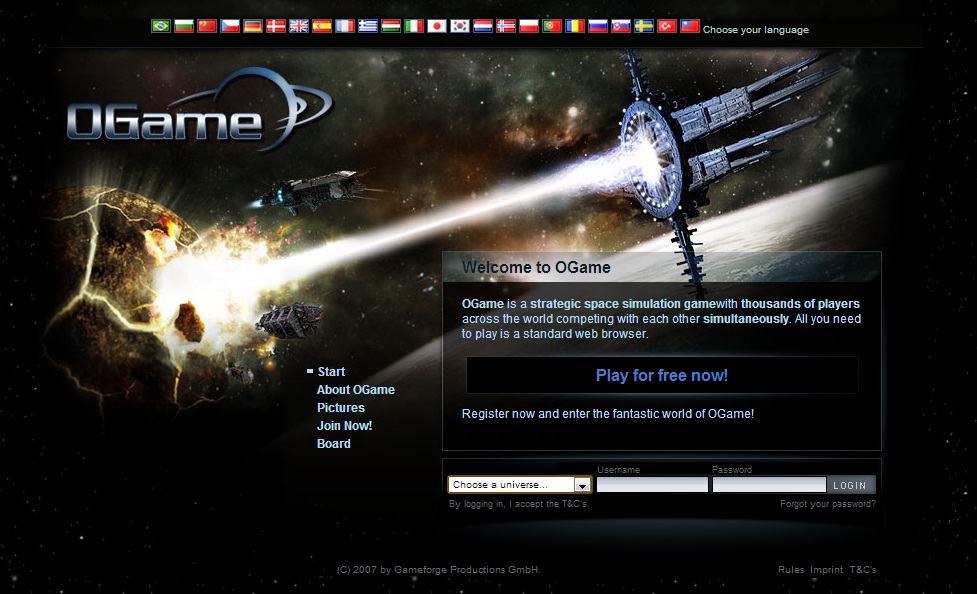 Choose your language
OGame
Welcome to OGame
OGame is a strategic space simulation gamewith thousands of players
across the world competing with each other simultaneously. All you need
to play is a standard web browser.
Play for free now!
Register now and enter the fantastic world of OGame!
Start
About OGame
Pictures
Join Now!
Board
Username Password
Choose a universe... LOGIN
By logging in, I accept the T&C's. Forgot your password?
(C) 2007 by Gameforge Productions GmbH. Rules Imprint T&C's